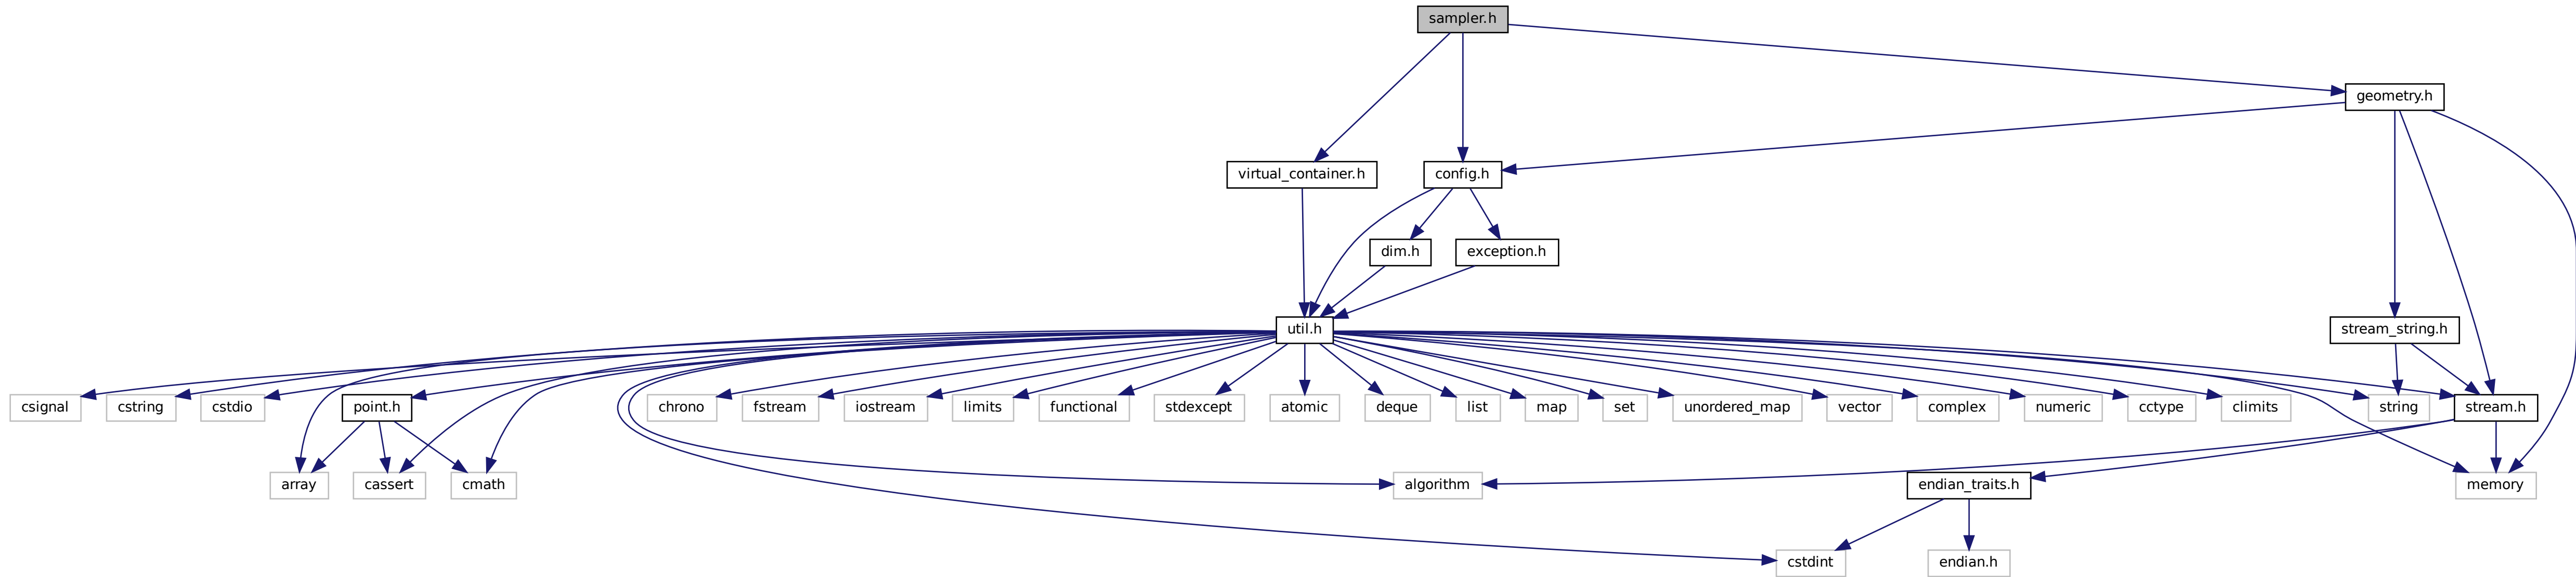 sampler.h
geometry.h
virtual_container.h
config.h
dim.h
exception.h
util.h
stream_string.h
csignal
cstring
cstdio
point.h
chrono
fstream
iostream
limits
functional
stdexcept
atomic
deque
list
map
set
unordered_map
vector
complex
numeric
cctype
climits
string
stream.h
array
cassert
cmath
algorithm
endian_traits.h
memory
cstdint
endian.h